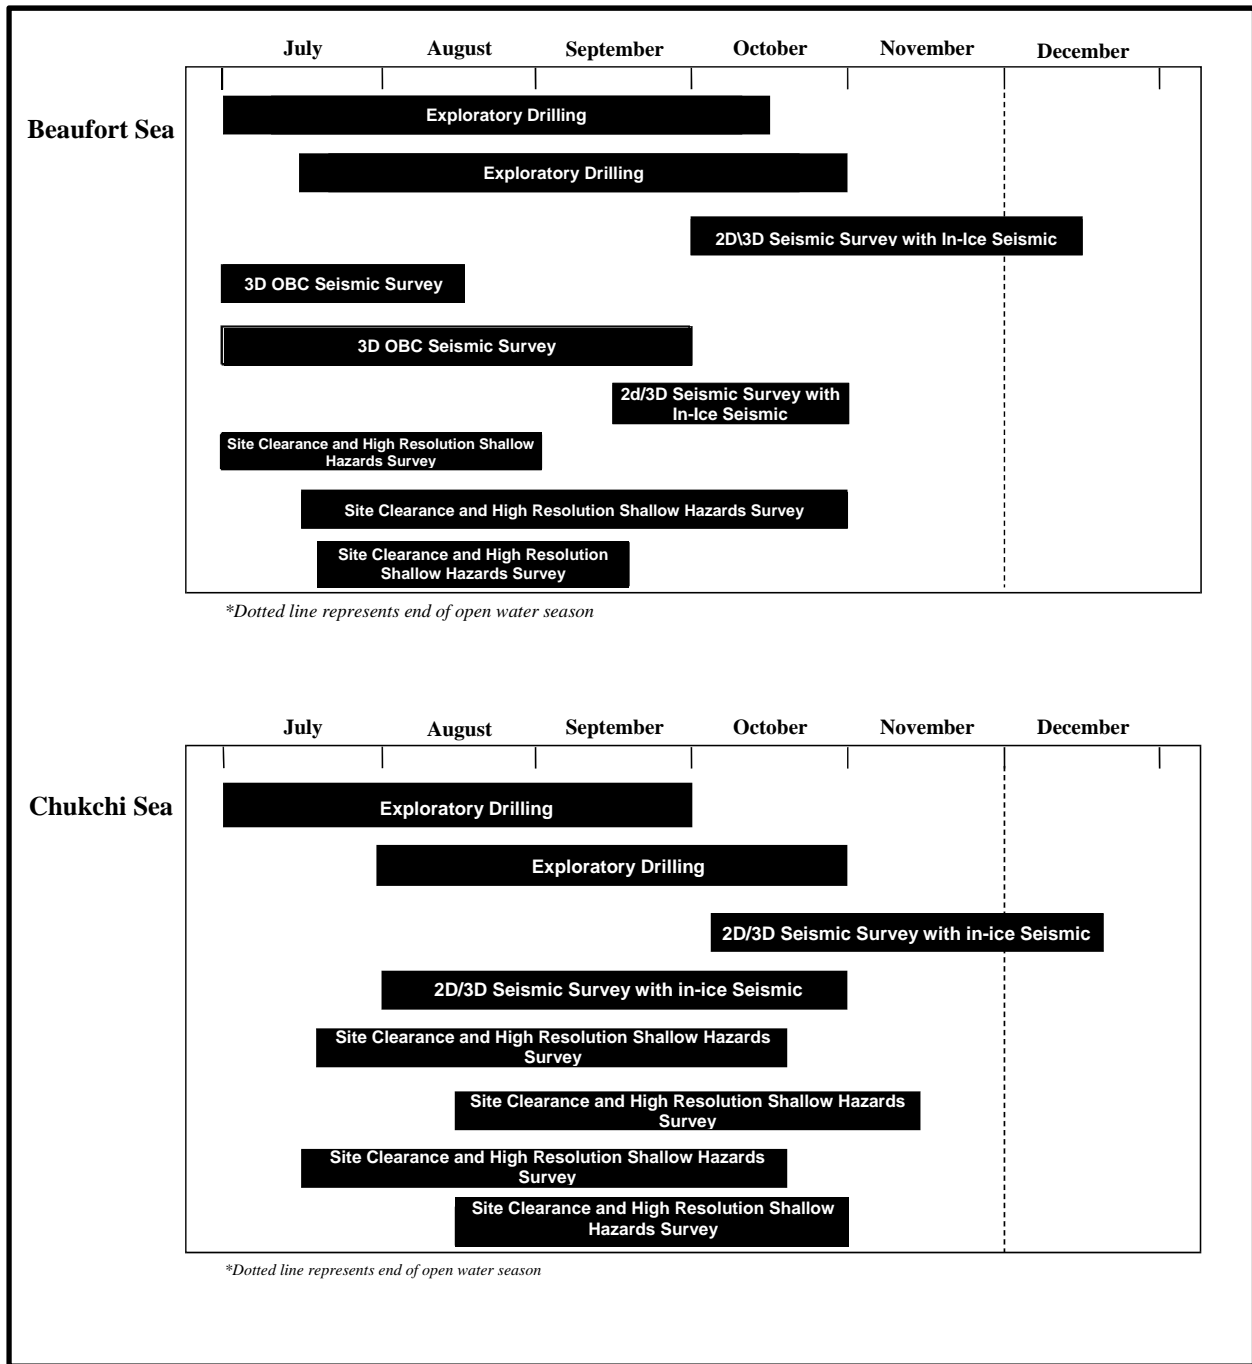 July August September October November December
Beaufort Sea
Exploratory Drilling
Exploratory Drilling
2D\3D Seismic Survey with In-Ice Seismic
3D OBC Seismic Survey
3D OBC Seismic Survey
2d/3D Seismic Survey with
In-Ice Seismic
Site Clearance and High Resolution Shallow
Hazards Survey
Site Clearance and High Resolution Shallow Hazards Survey
Site Clearance and High Resolution
Shallow Hazards Survey
*Dotted line represents end of open water season
July August September October November December
Chukchi Sea
Exploratory Drilling
Exploratory Drilling
2D/3D Seismic Survey with in-ice Seismic
2D/3D Seismic Survey with in-ice Seismic
Site Clearance and High Resolution Shallow Hazards
Survey
Site Clearance and High Resolution Shallow Hazards
Survey
Site Clearance and High Resolution Shallow Hazards
Survey
Site Clearance and High Resolution Shallow
Hazards Survey
*Dotted line represents end of open water season